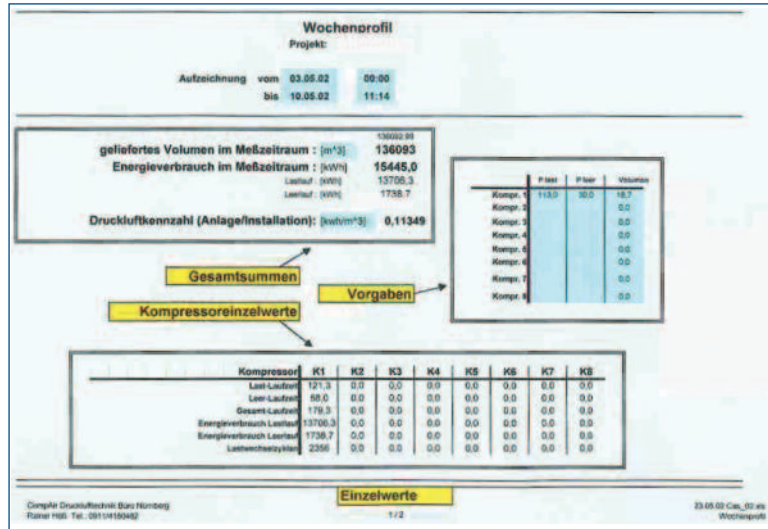 Wochenprofil
Projekt:
Aufzeichnung vom 03.05.02 00:00
bis 10.05.02 11:14
136092,99
geliefertes Volumen im Meßzeitraum : [m^3] 136093
Energieverbrauch im Meßzeitraum : [kWh] 15445,0
Lastlauf : [kWh] 13706,3
Leerlauf : [kWh] 1738,7
Druckluftkennzahl (Anlage/Installation): [kwh/m^3] 0,11349
P last P leer Volumen
Kompr. 1 113,0 30,0 18,7
Kompr. 2 0,0
Kompr. 3 0,0
Kompr. 4 0,0
Kompr. 5 0,0
Kompr. 6 0,0
Kompr. 7 0,0
Kompr. 8 0,0
Gesamtsummen
Vorgaben
Kompressoreinzelwerte
Kompressor K1 K2 K3 K4 K5 K6 K7 K8
Last-Laufzeit 121,3 0,0 0,0 0,0 0,0 0,0 0,0 0,0
Leer-Laufzeit 58,0 0,0 0,0 0,0 0,0 0,0 0,0 0,0
Gesamt-Laufzeit 179,3 0,0 0,0 0,0 0,0 0,0 0,0 0,0
Energieverbrauch Lastlauf 13706,3 0,0 0,0 0,0 0,0 0,0 0,0 0,0
Energieverbrauch Leerlauf 1738,7 0,0 0,0 0,0 0,0 0,0 0,0 0,0
Lastwechselzyklen 2356 0,0 0,0 0,0 0,0 0,0 0,0 0,0
Einzelwerte
CompAir Drucklufttechnik Büro Nürnberg
Rainer Tel.: 0911/4180482
1 / 2
Wochenprofil